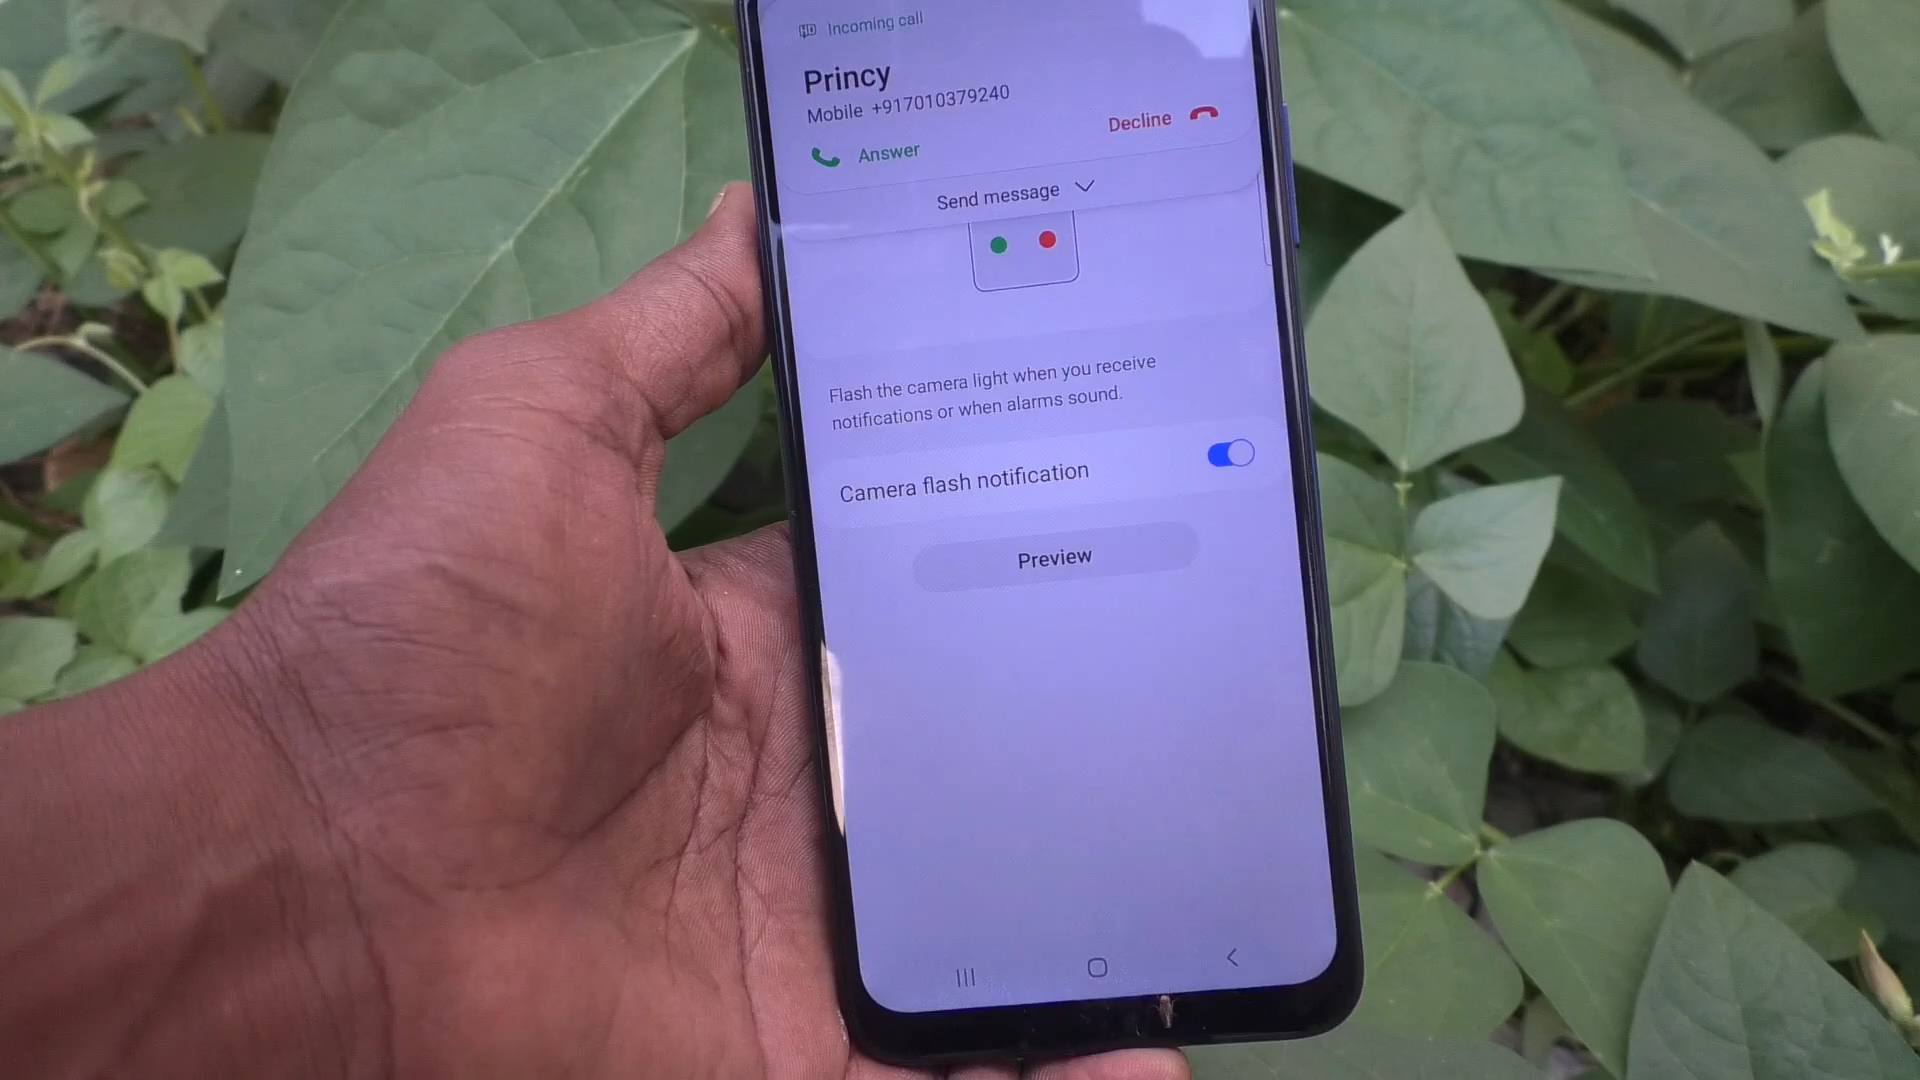 HD Incoming call
Princy
Mobile +917010379240
Answer
Decline
Send message
Flash the camera light when you receive
notifications or when alarms sound.
Camera flash notification
Preview